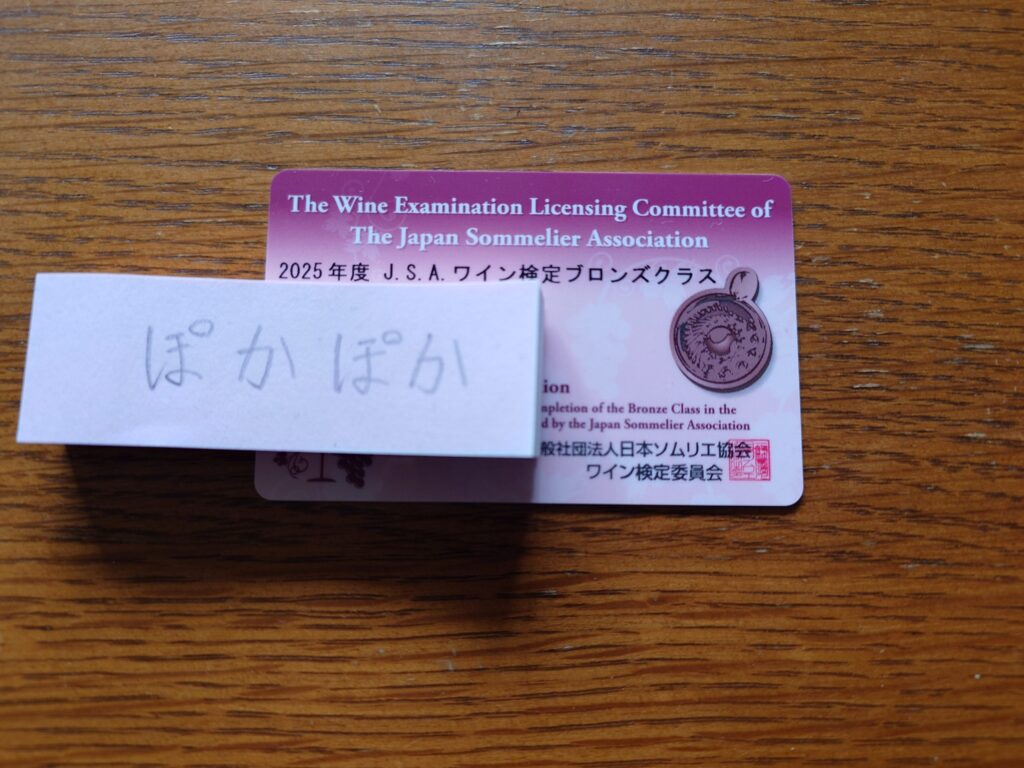 The Wine Examination Licensing Committee of
The Japan Sommelier Association
2025年度 J.S.A.ワイン検定ブロンズクラス
ぽかぽか
of the Bronze Class in the
by the Japan Sommelier Association
社団法人日本ソムリエ協会
ワイン検定委員会